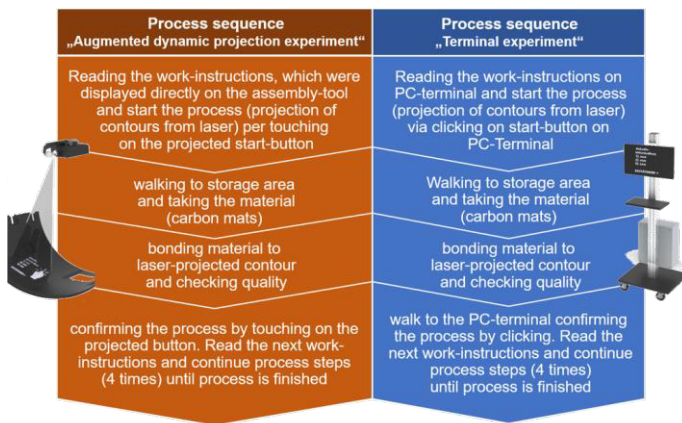 Process sequence
„Augmented dynamic projection experiment“
Reading the work-instructions, which were
displayed directly on the assembly-tool
and start the process (projection of
contours from laser) per touching
on the projected start-button
walking to storage area
and taking the material
(carbon mats)
bonding material to
laser-projected contour
and checking quality
confirming the process by touching on the
projected button. Read the next work-
instructions and continue process steps
(4 times) until process is finished
Process sequence
„Terminal experiment“
Reading the work-instructions on
PC-terminal and start the process
(projection of contours from laser)
via clicking on start-button on
PC-Terminal
Walking to storage area
and taking the material
(carbon mats)
bonding material to
laser-projected contour
and checking quality
walk to the PC-terminal confirming
the process by clicking. Read the
next work-instructions and continue
process steps (4 times)
until process is finished